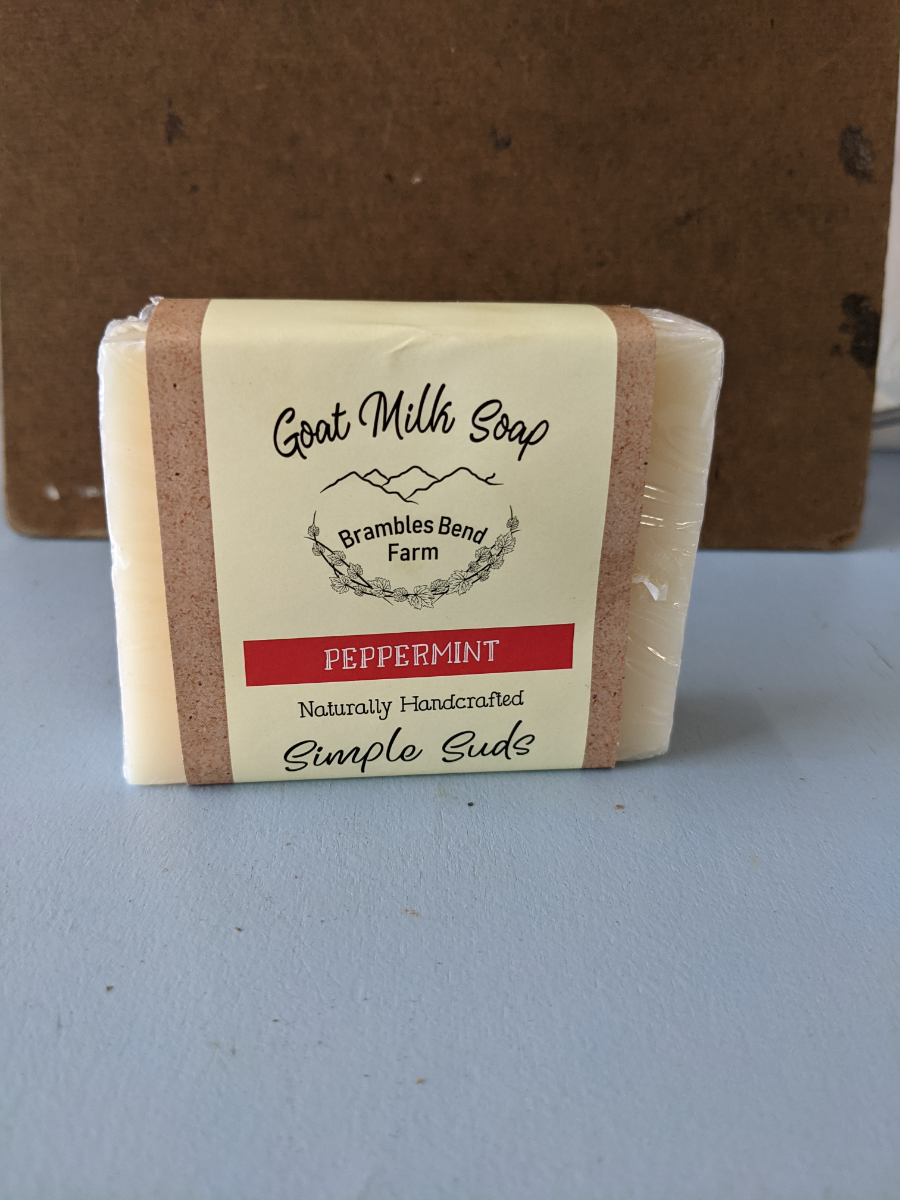 Goat Milk Soap
Brambles Bend
Farm
PEPPERMINT
Naturally Handcrafted
Simple Suds